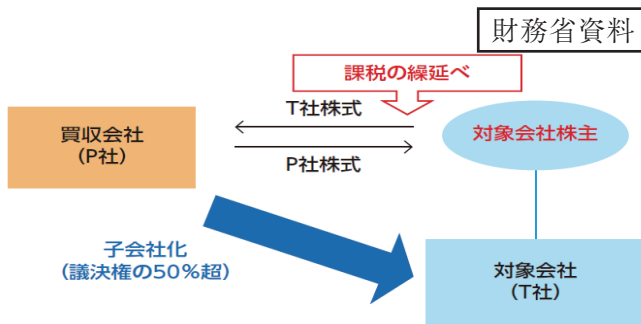 財務省資料
課税の繰延べ
T社株式
買収会社
(P社)
対象会社株主
P社株式
子会社化
(議決権の50%超)
対象会社
(T社)